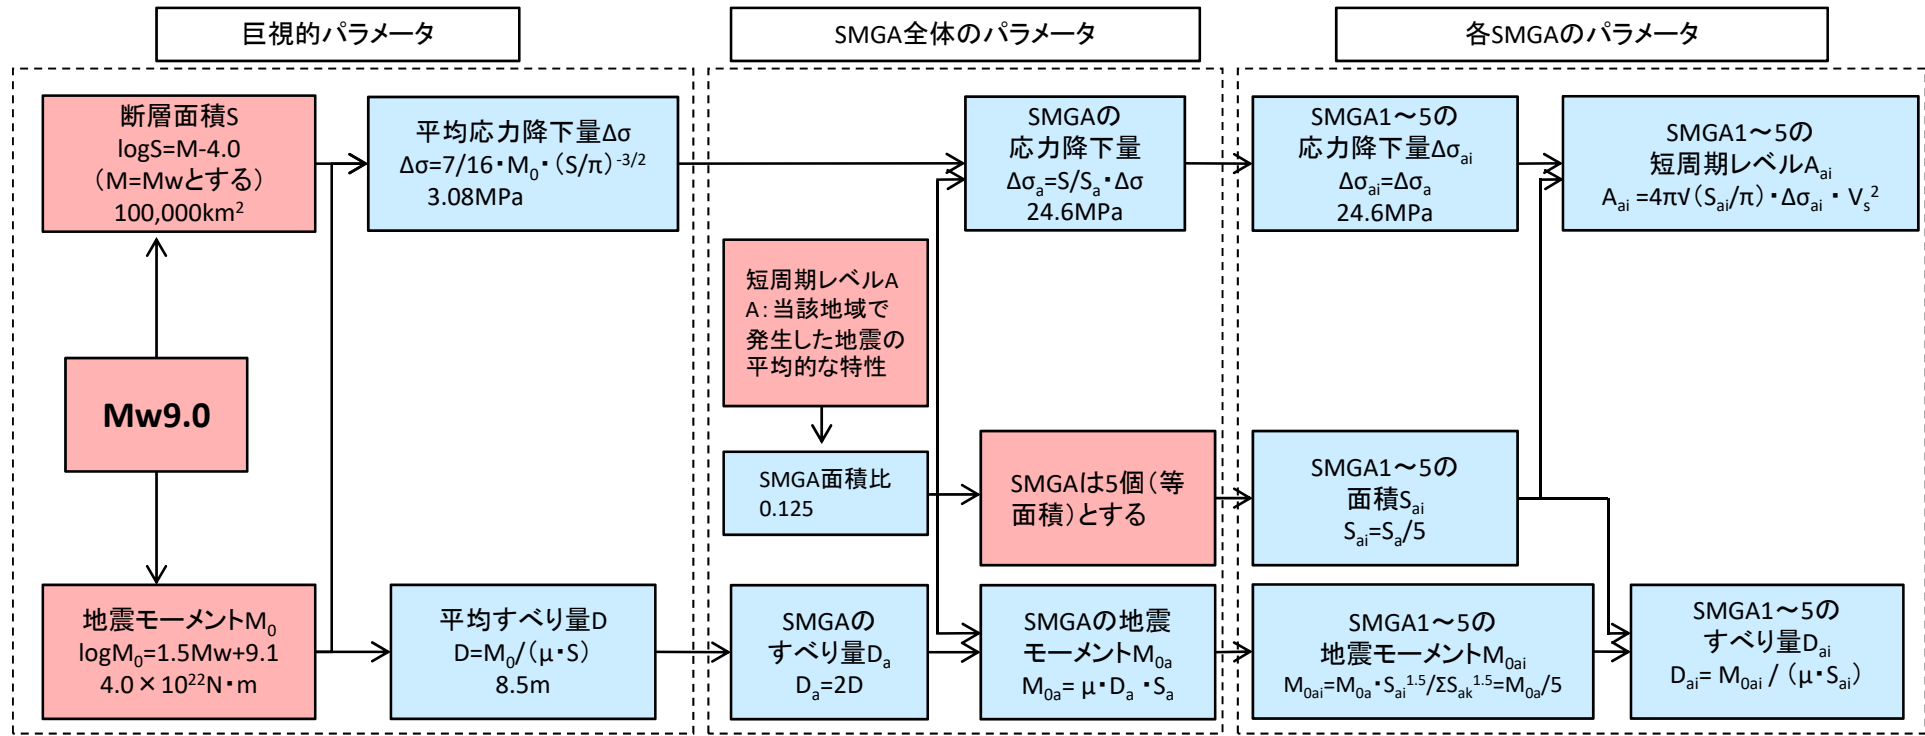 巨視的パラメータ
断層面積S
logS=M-4.0
（M=Mwとする）
100,000km²
平均応力降下量Δσ
Δσ=7/16・M₀・（S/π）⁻³/²
3.08MPa
Mw9.0
地震モーメントM₀
logM₀=1.5Mw+9.1
4.0×10²²N・m
平均すべり量D
D=M₀/（μ・S）
8.5m
SMGA全体のパラメータ
SMGAの
応力降下量
Δσₐ=S/Sₐ・Δσ
24.6MPa
短周期レベルA
A：当該地域で
発生した地震の
平均的な特性
SMGA面積比
0.125
SMGAは5個（等
面積）とする
SMGAの
すべり量Dₐ
Dₐ=2D
SMGAの地震
モーメントM₀ₐ
M₀ₐ= μ・Dₐ・Sₐ
各SMGAのパラメータ
SMGA1～5の
応力降下量Δσₐᵢ
Δσₐᵢ=Δσₐ
24.6MPa
SMGA1～5の
短周期レベルAₐᵢ
Aₐᵢ =4π√（Sₐᵢ/π）・Δσₐᵢ・Vₛ²
SMGA1～5の
面積Sₐᵢ
Sₐᵢ=Sₐ/5
SMGA1～5の
地震モーメントM₀ₐᵢ
M₀ₐᵢ=M₀ₐ・Sₐᵢ¹·⁵/ΣSₐₖ¹·⁵=M₀ₐ/5
SMGA1～5の
すべり量Dₐᵢ
Dₐᵢ= M₀ₐᵢ /（μ・Sₐᵢ）